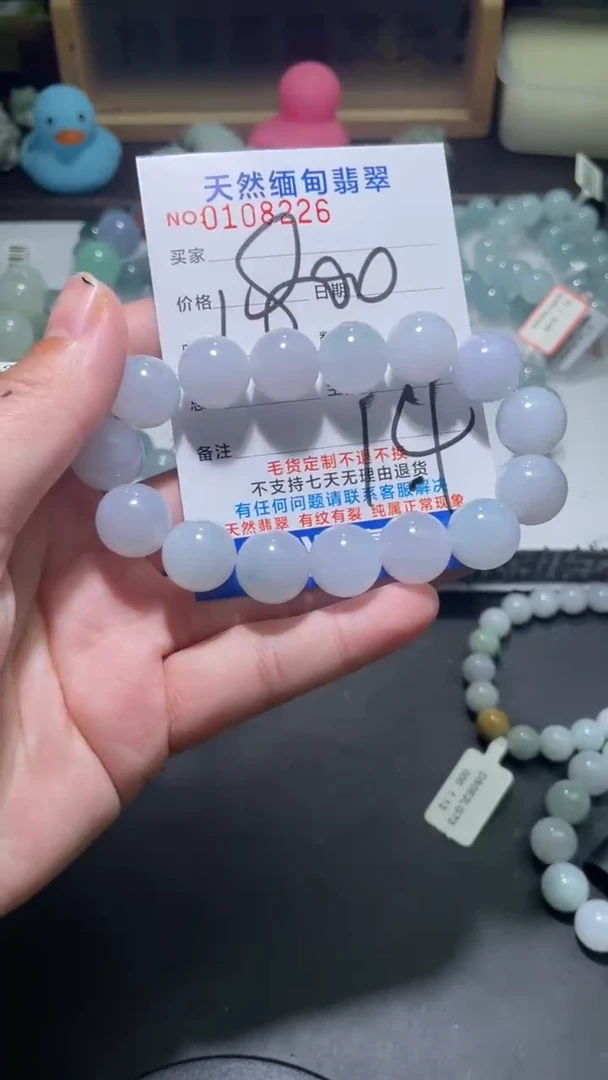 天然缅甸翡翠
NO:0108226
买家
价格 1800 日期
备注 14
毛货定制不退不换
不支持七天无理由退货
有任何问题请联系客服解决
天然翡翠 有纹有裂 纯属正常现象